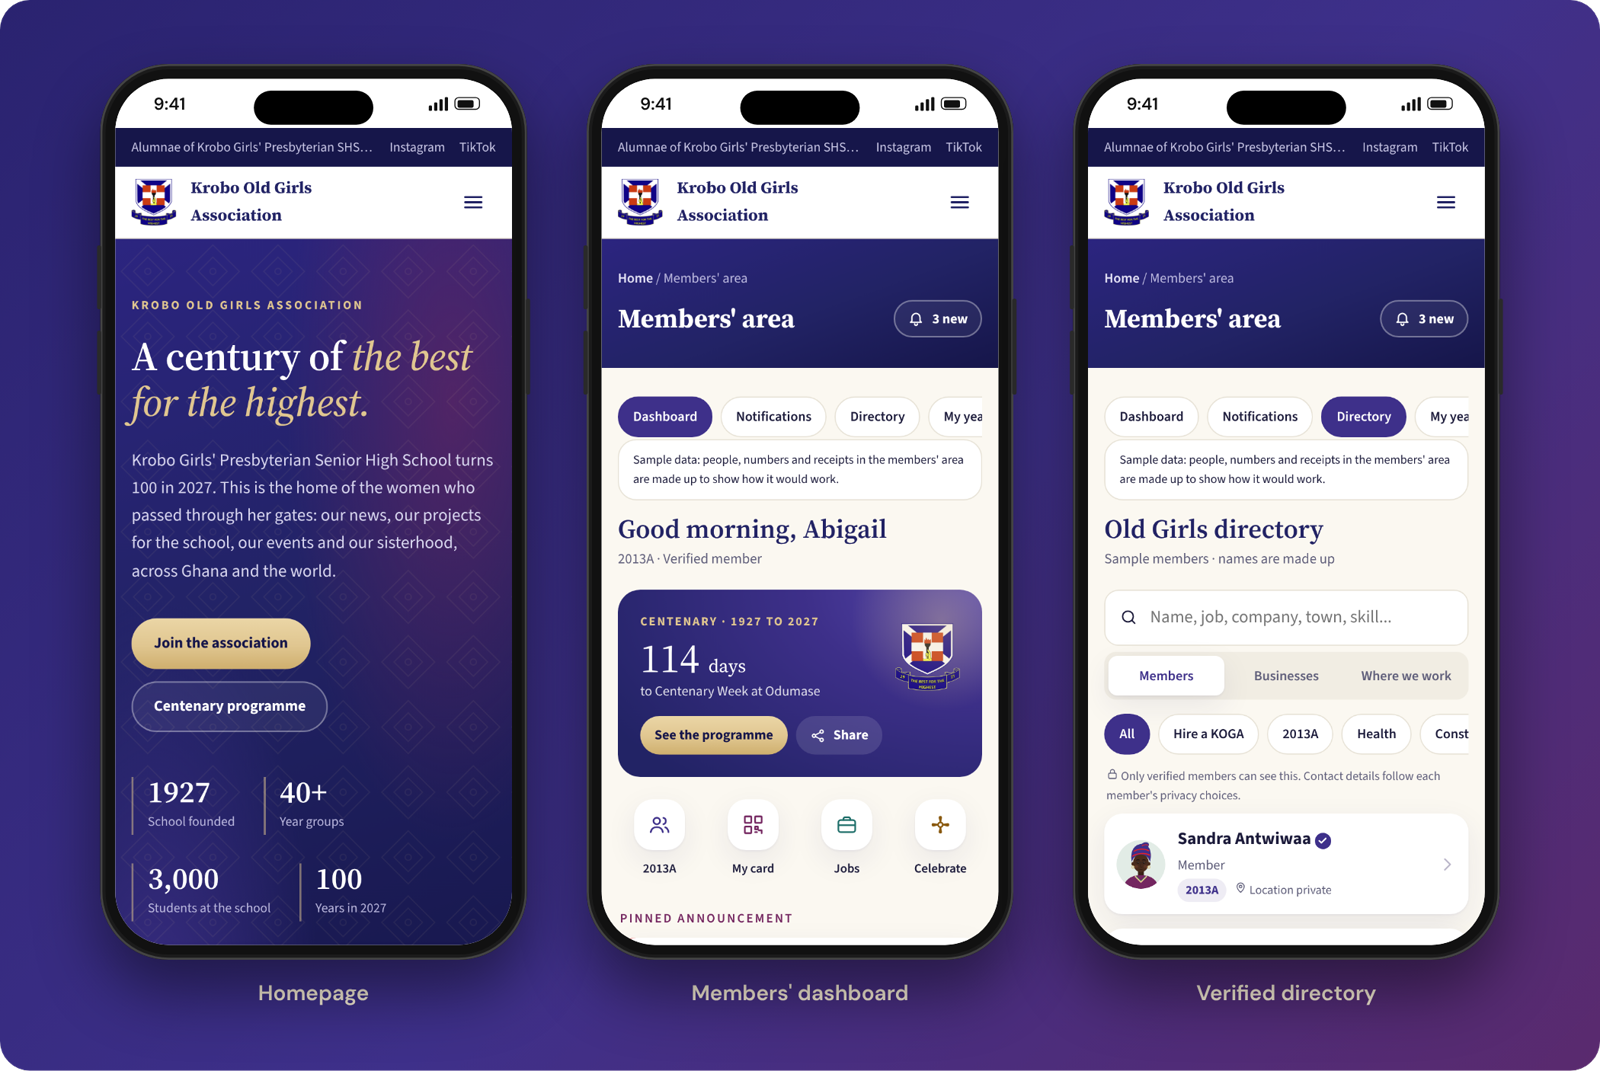 9:41
Alumnae of Krobo Girls' Presbyterian SHS… Instagram TikTok
Krobo Old Girls
Association
KROBO OLD GIRLS ASSOCIATION
A century of the best
for the highest.
Krobo Girls' Presbyterian Senior High School turns
100 in 2027. This is the home of the women who
passed through her gates: our news, our projects
for the school, our events and our sisterhood,
across Ghana and the world.
Join the association
Centenary programme
1927
School founded
40+
Year groups
3,000
Students at the school
100
Years in 2027
Homepage
9:41
Alumnae of Krobo Girls' Presbyterian SHS… Instagram TikTok
Krobo Old Girls
Association
Home / Members' area
Members' area
3 new
Dashboard Notifications Directory My yea
Sample data: people, numbers and receipts in the members' area
are made up to show how it would work.
Good morning, Abigail
2013A · Verified member
CENTENARY · 1927 TO 2027
114 days
to Centenary Week at Odumase
THE BEST FOR THE
HIGHEST
See the programme
Share
2013A My card Jobs Celebrate
PINNED ANNOUNCEMENT
Members' dashboard
9:41
Alumnae of Krobo Girls' Presbyterian SHS… Instagram TikTok
Krobo Old Girls
Association
Home / Members' area
Members' area
3 new
Dashboard Notifications Directory My yea
Sample data: people, numbers and receipts in the members' area
are made up to show how it would work.
Old Girls directory
Sample members · names are made up
Name, job, company, town, skill...
Members Businesses Where we work
All Hire a KOGA 2013A Health Const
Only verified members can see this. Contact details follow each
member's privacy choices.
Sandra Antwiwaa
Member
2013A Location private
Verified directory